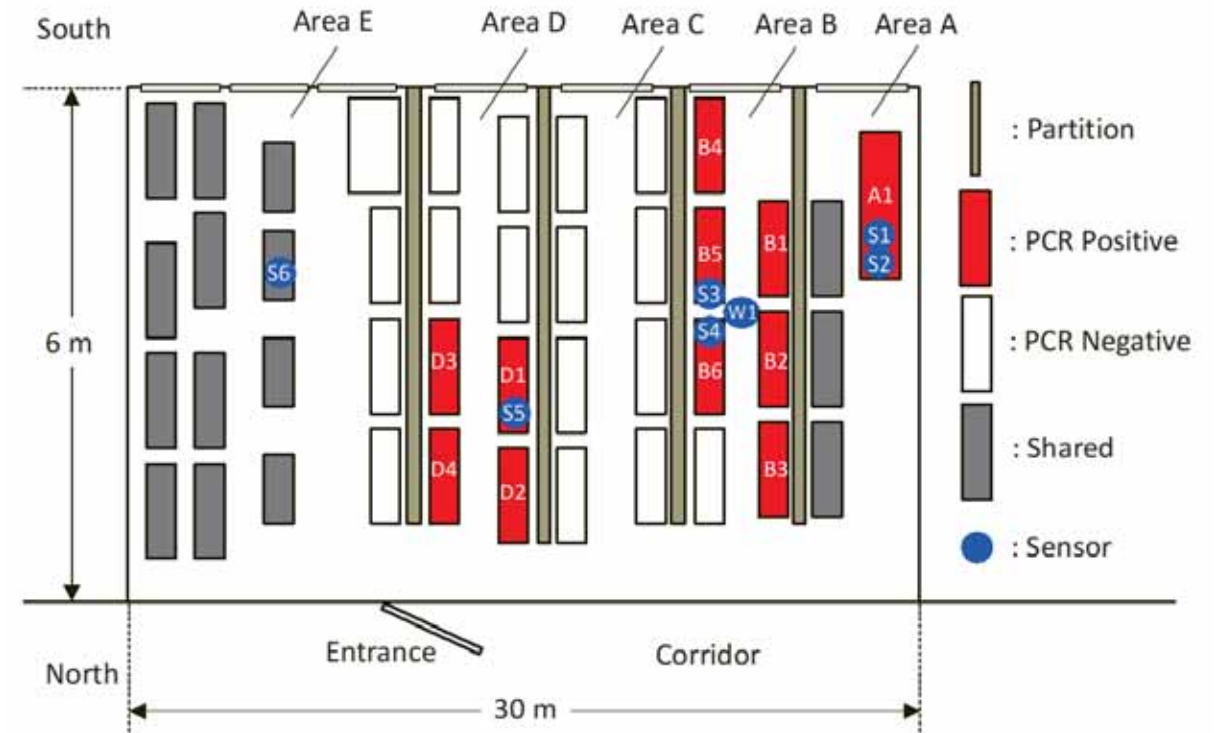 South
Area E
Area D
Area C
Area B
Area A
: Partition
B4
A1
: PCR Positive
B5
B1
S1
S2
S6
S3
W1
6 m
S4
: PCR Negative
D3
D1
B6
B2
S5
: Shared
D4
D2
B3
: Sensor
Entrance
Corridor
North
30 m